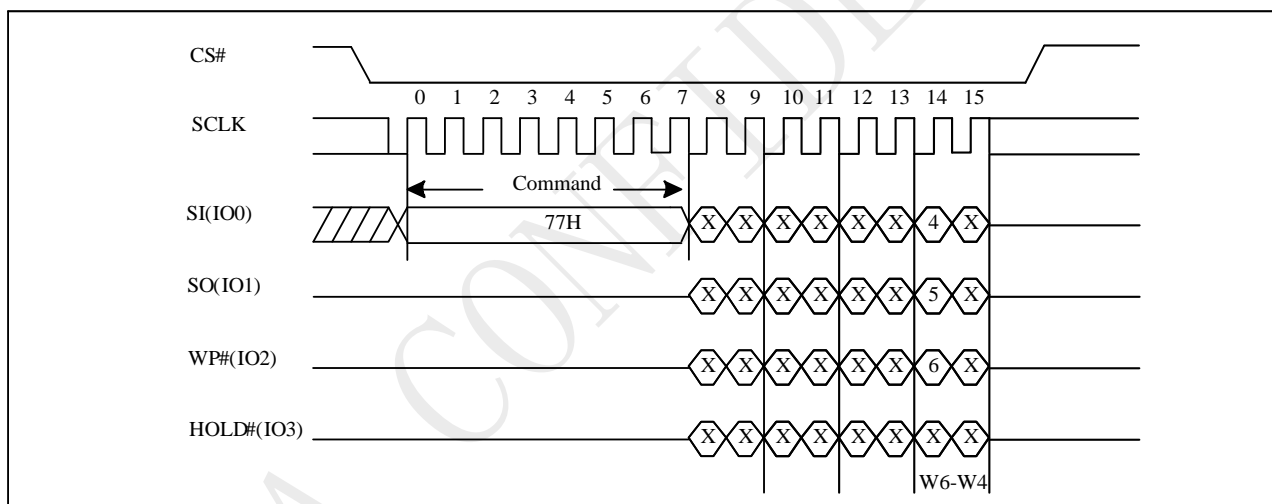 CS#
0 1 2 3 4 5 6 7 8 9 10 11 12 13 14 15
SCLK
Command
SI(IO0) 77H X X X X X X 4 X
SO(IO1) X X X X X X 5 X
WP#(IO2) X X X X X X 6 X
HOLD#(IO3) X X X X X X X X
W6-W4
A CONFIDE